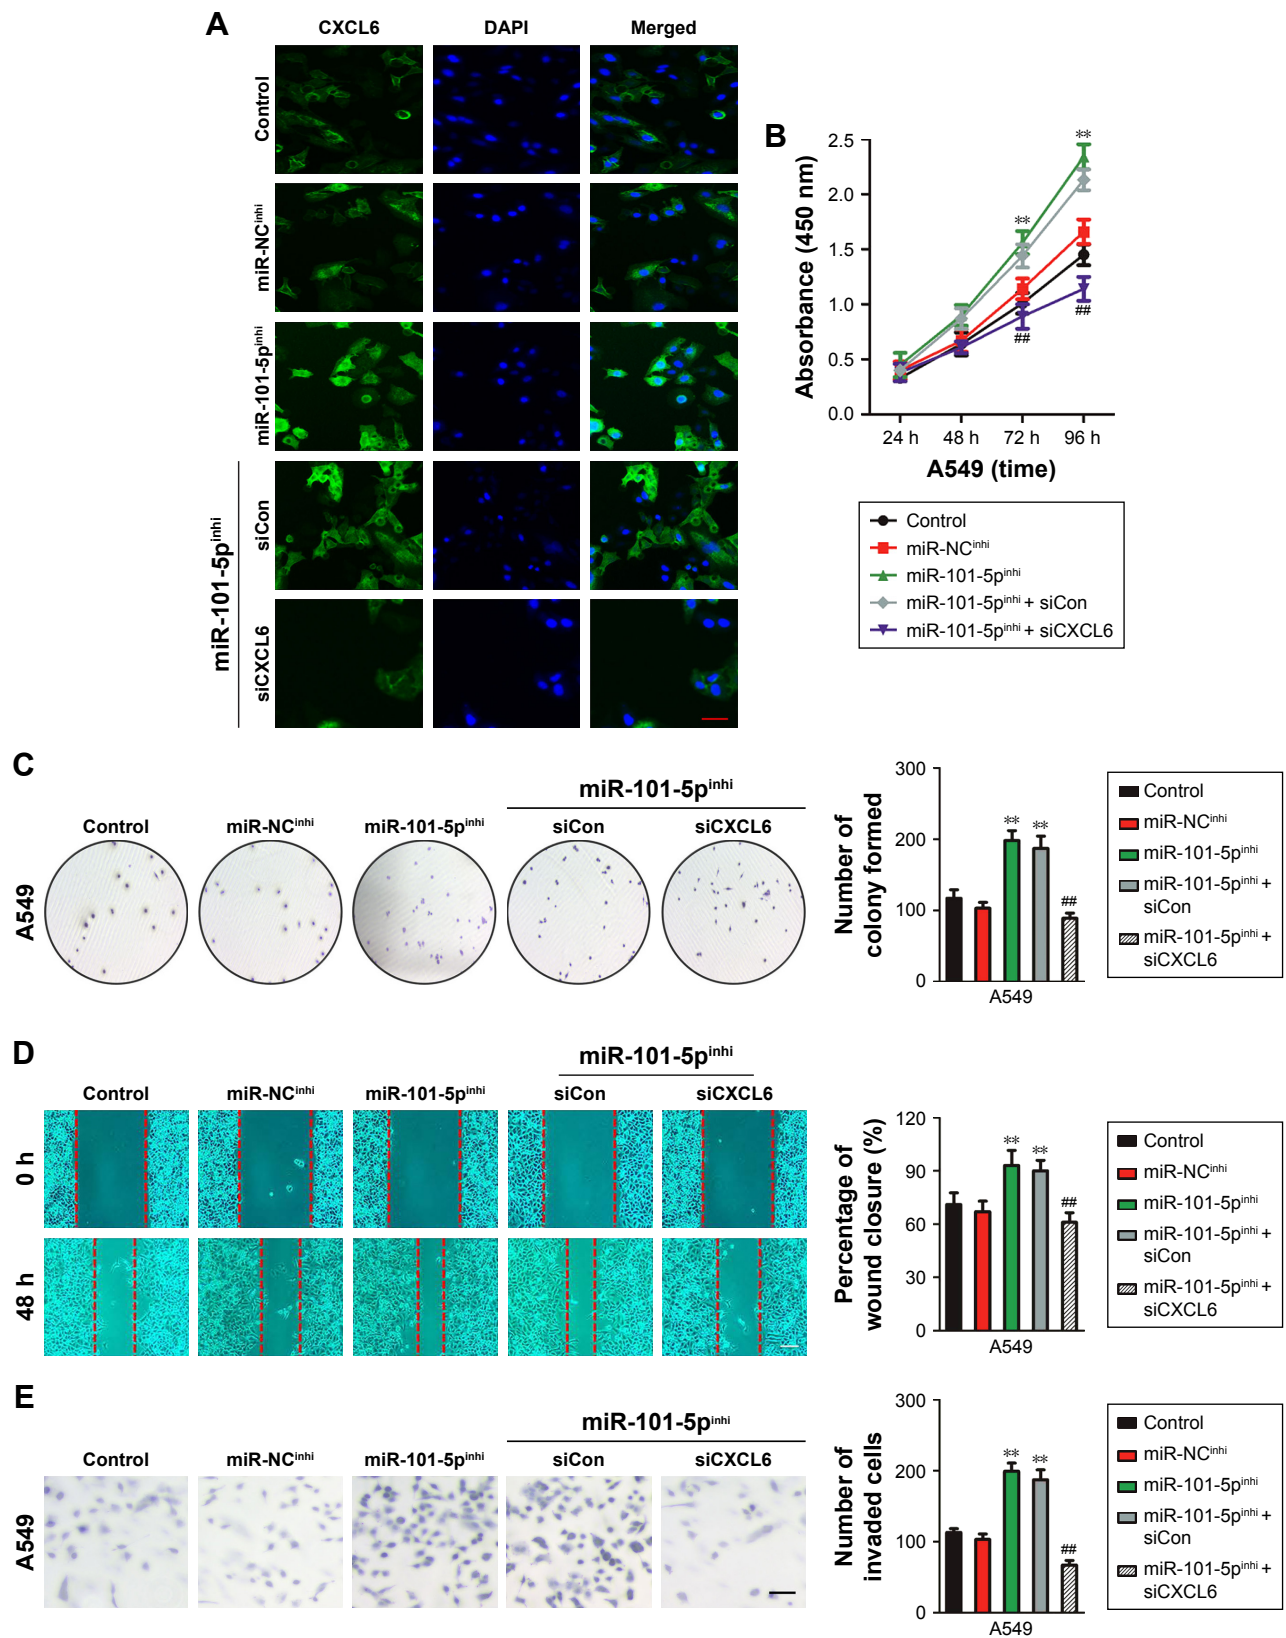 A
CXCL6 DAPI Merged
Control
miR-NCinhi
miR-101-5pinhi
miR-101-5pinhi
siCon
siCXCL6
B
Absorbance (450 nm)
2.5
2.0
1.5
1.0
0.5
0.0
**
**
##
##
24 h 48 h 72 h 96 h
A549 (time)
Control
miR-NCinhi
miR-101-5pinhi
miR-101-5pinhi + siCon
miR-101-5pinhi + siCXCL6
C
miR-101-5pinhi
Control miR-NCinhi miR-101-5pinhi siCon siCXCL6
A549
Number of
colony formed
300
200
100
0
** ** ##
A549
Control
miR-NCinhi
miR-101-5pinhi
miR-101-5pinhi +
siCon
miR-101-5pinhi +
siCXCL6
D
miR-101-5pinhi
Control miR-NCinhi miR-101-5pinhi siCon siCXCL6
0 h
48 h
Percentage of
wound closure (%)
120
90
60
30
0
** ** ##
A549
Control
miR-NCinhi
miR-101-5pinhi
miR-101-5pinhi +
siCon
miR-101-5pinhi +
siCXCL6
E
miR-101-5pinhi
Control miR-NCinhi miR-101-5pinhi siCon siCXCL6
A549
Number of
invaded cells
300
200
100
0
** ** ##
A549
Control
miR-NCinhi
miR-101-5pinhi
miR-101-5pinhi +
siCon
miR-101-5pinhi +
siCXCL6